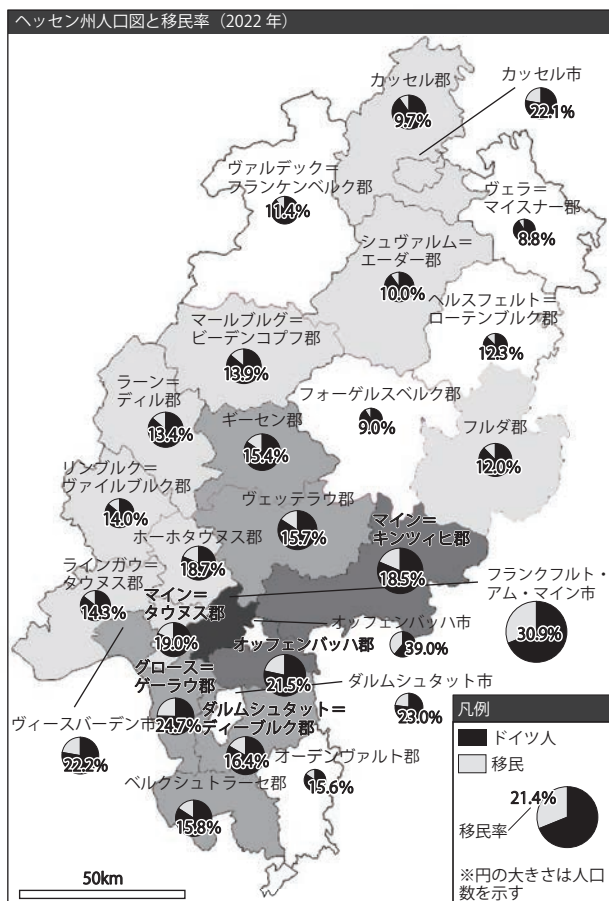 ヘッセン州人口図と移民率（2022 年）
カッセル郡
9.7%
カッセル市
22.1%
ヴァルデック＝
フランケンベルク郡
11.4%
ヴェラ＝
マイスナー郡
8.8%
シュヴァルム＝
エーダー郡
10.0%
ヘルスフェルト＝
ローテンブルク郡
12.3%
マールブルグ＝
ビーデンコプフ郡
13.9%
ラーン＝
ディル郡
13.4%
ギーセン郡
15.4%
フォーゲルスベルク郡
9.0%
フルダ郡
12.0%
リンブルク＝
ヴァイルブルク郡
14.0%
ヴェッテラウ郡
15.7%
ホーホタウヌス郡
18.7%
マイン＝
キンツィヒ郡
18.5%
ラインガウ＝
タウヌス郡
14.3%
マイン＝
タウヌス郡
19.0%
フランクフルト・
アム・マイン市
30.9%
オッフェンバッハ市
39.0%
オッフェンバッハ郡
21.5%
グロース＝
ゲーラウ郡
24.7%
ダルムシュタット市
23.0%
ダルムシュタット＝
ディーブルク郡
16.4%
ヴィースバーデン市
22.2%
オーデンヴァルト郡
15.6%
ベルクシュトラーセ郡
15.8%
50km
凡例
ドイツ人
移民
21.4%
移民率
※円の大きさは人口
数を示す